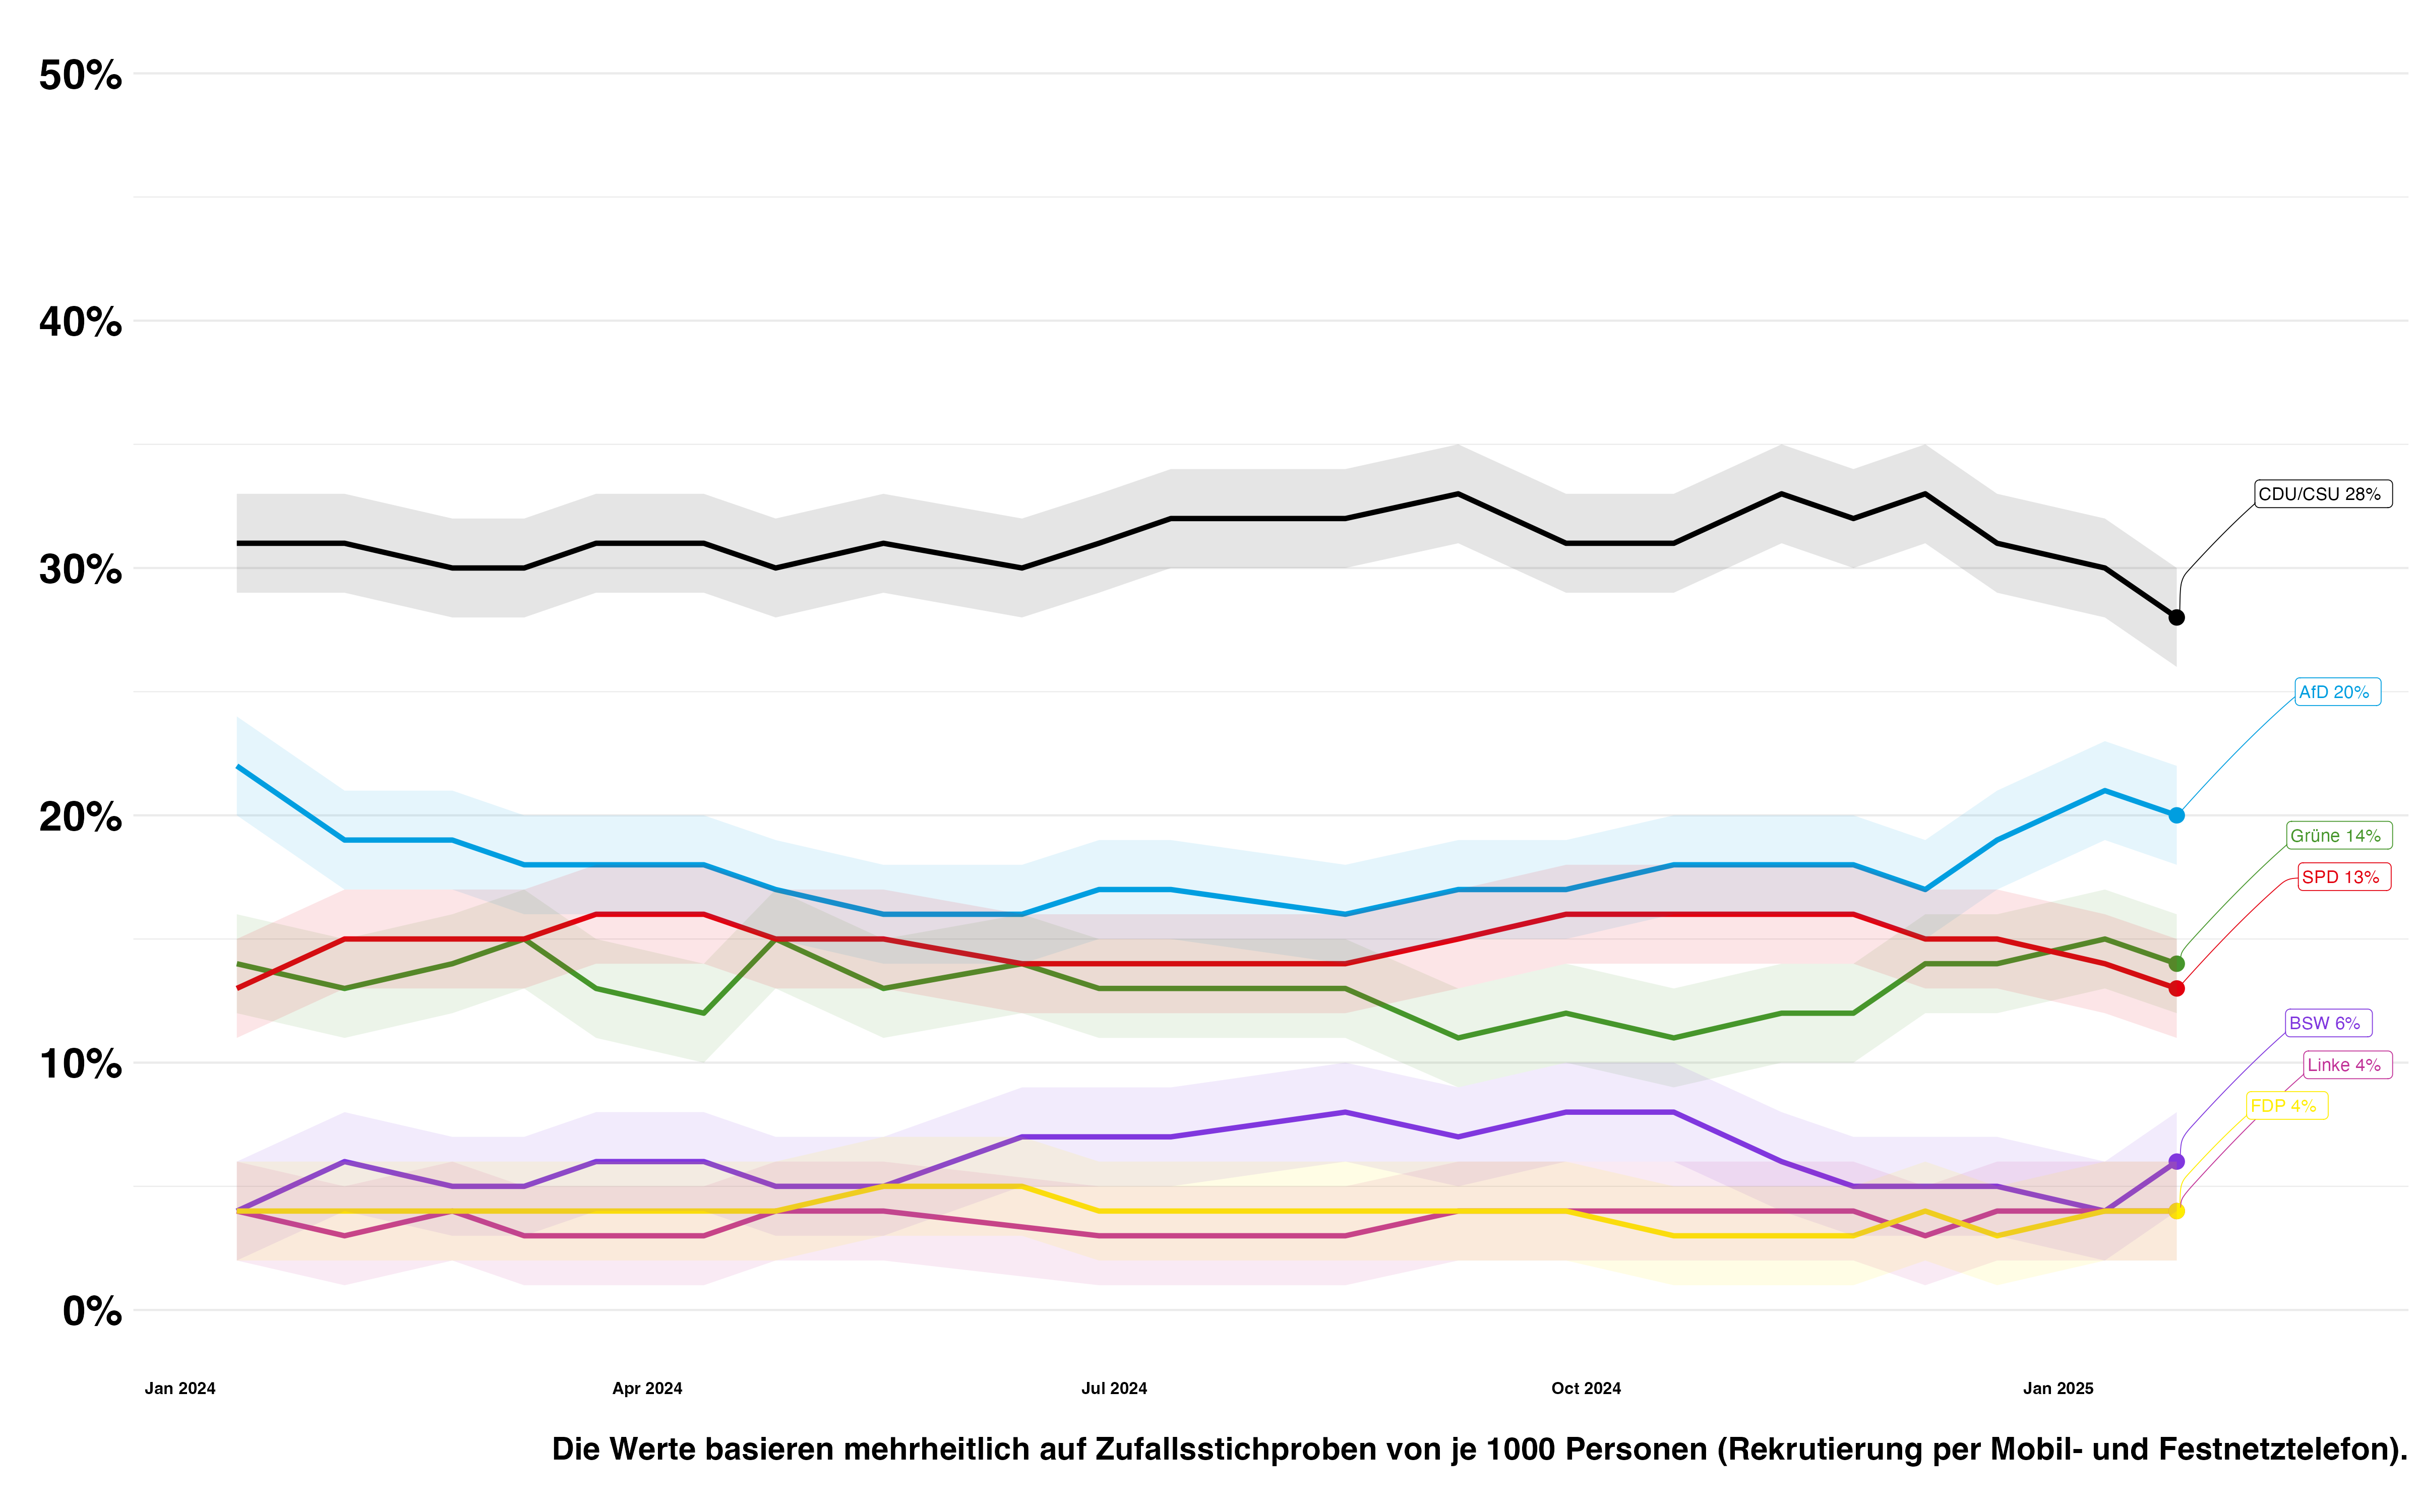 50%
40%
30%
20%
10%
0%
CDU/CSU 28%
AfD 20%
Grüne 14%
SPD 13%
BSW 6%
Linke 4%
FDP 4%
Jan 2024
Apr 2024
Jul 2024
Oct 2024
Jan 2025
Die Werte basieren mehrheitlich auf Zufallsstichproben von je 1000 Personen (Rekrutierung per Mobil- und Festnetztelefon).